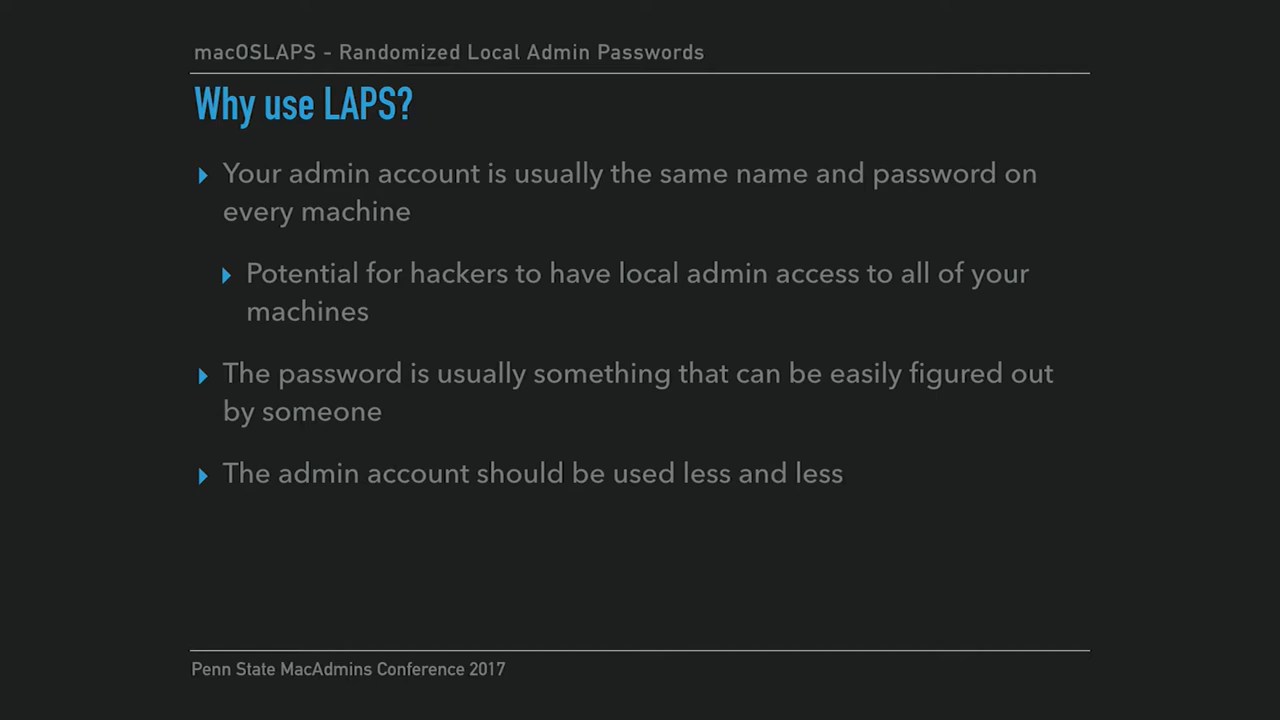 macOSLAPS - Randomized Local Admin Passwords
Why use LAPS?
Your admin account is usually the same name and password on
every machine
Potential for hackers to have local admin access to all of your
machines
The password is usually something that can be easily figured out
by someone
The admin account should be used less and less
Penn State MacAdmins Conference 2017